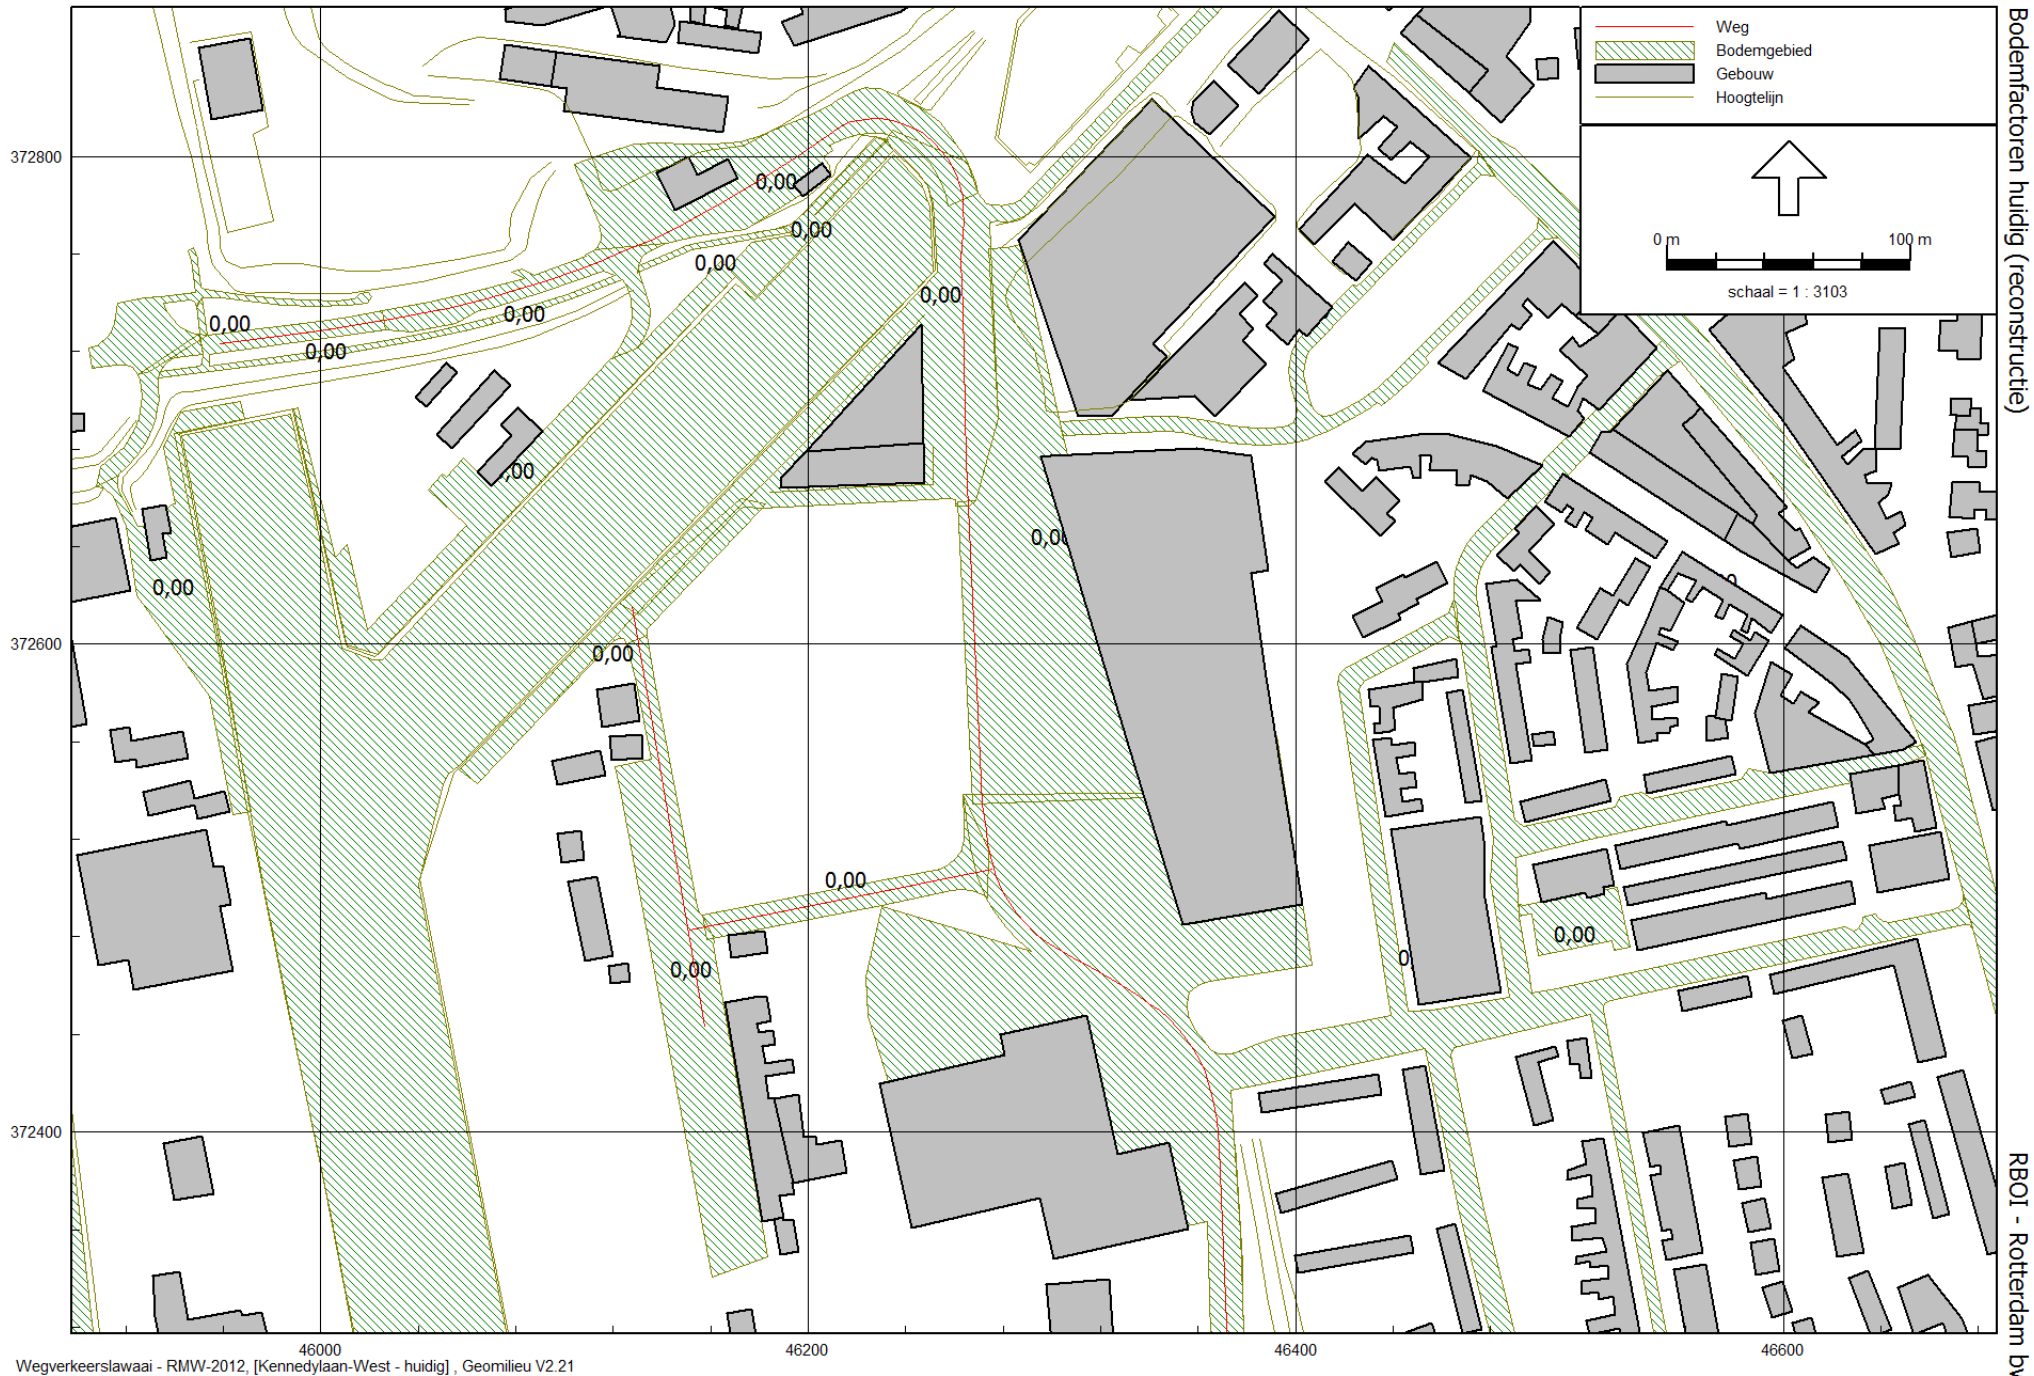 Weg
Bodemgebied
Gebouw
Hoogtelijn
Bodemfactoren huidig (reconstructie)
0 m 100 m
schaal = 1 : 3103
372800
0,00
0,00
0,00
0,00
0,00
0,00
0,00
,00
0,00
0,00
372600
0,00
0,00
0,00
0,00
372400
46000 46200 46400 46600
RBOI - Rotterdam bv
Wegverkeerslawaai - RMW-2012, [Kennedylaan-West - huidig] , Geomilieu V2.21